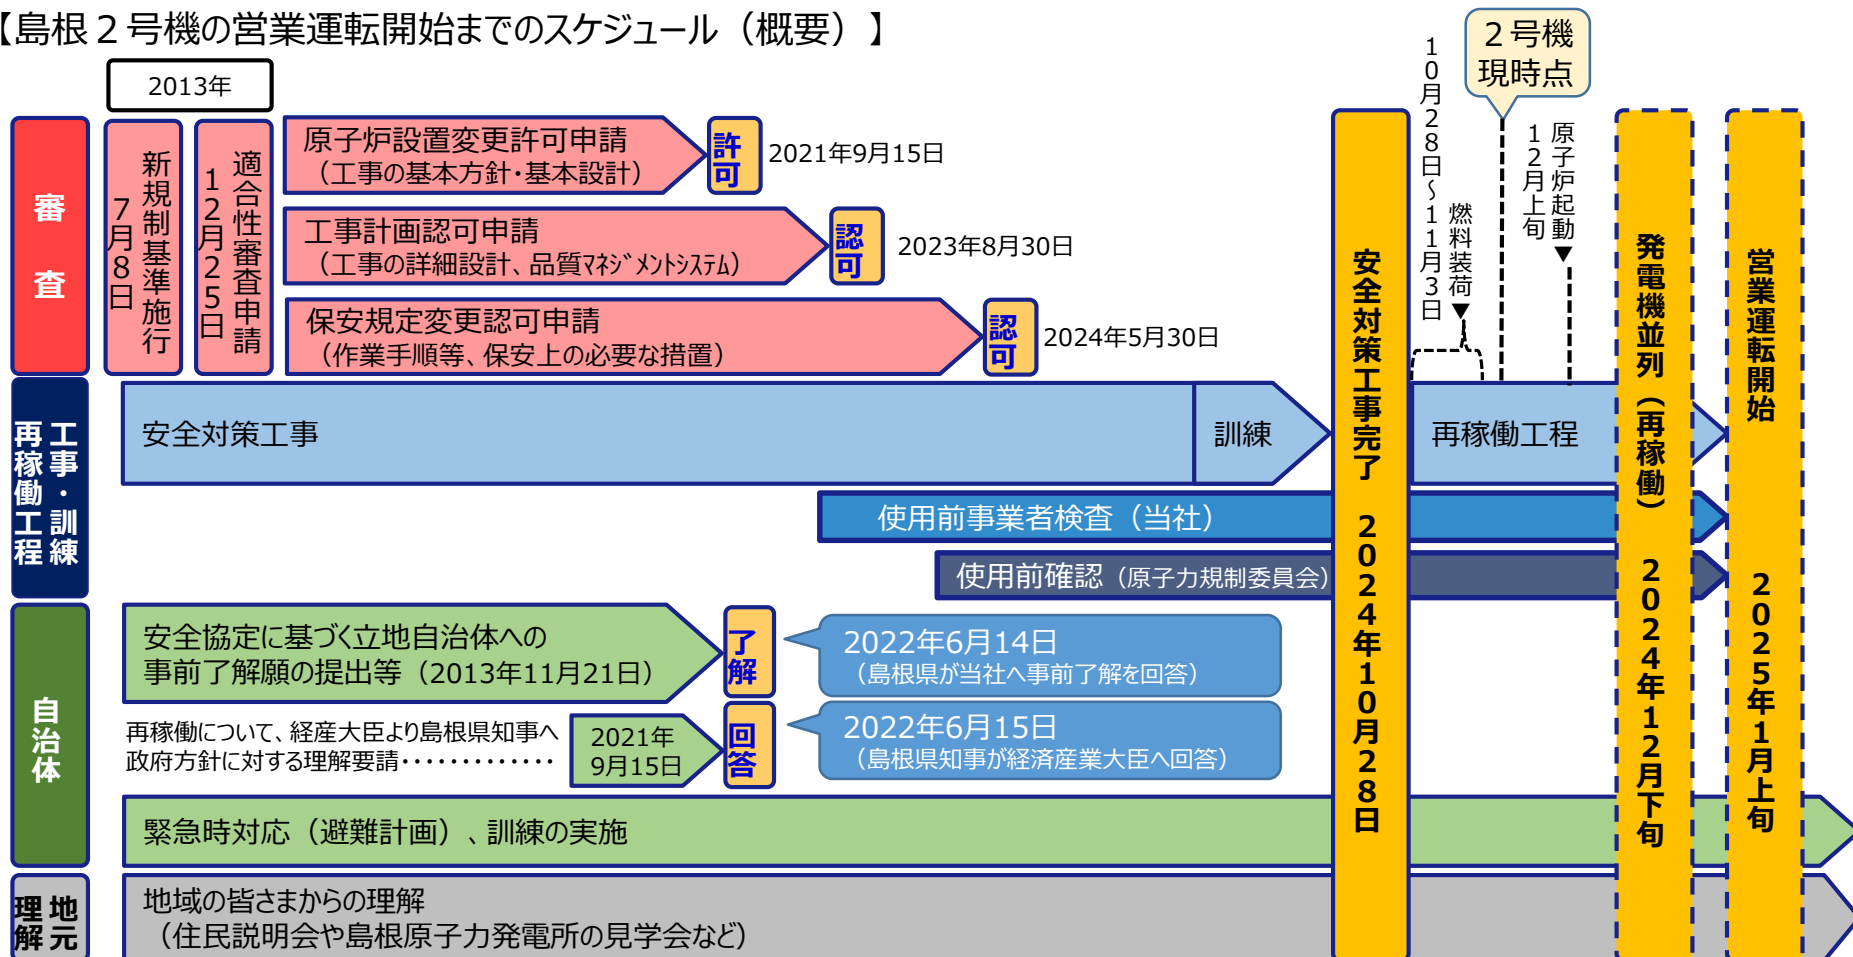 【島根２号機の営業運転開始までのスケジュール（概要）】
2013年
審査
新規制基準施行
7月8日
適合性審査申請
12月25日
原子炉設置変更許可申請
（工事の基本方針・基本設計）
許可
2021年9月15日
工事計画認可申請
（工事の詳細設計、品質ﾏﾈｼﾞﾒﾝﾄｼｽﾃﾑ）
認可
2023年8月30日
保安規定変更認可申請
（作業手順等、保安上の必要な措置）
認可
2024年5月30日
２号機
現時点
燃料装荷▼
10月28日～11月3日
原子炉起動▼
12月上旬
工事・訓練
再稼働工程
安全対策工事
訓練
再稼働工程
使用前事業者検査（当社）
使用前確認（原子力規制委員会）
安全対策工事完了 2024年10月28日
発電機並列（再稼働） 2024年12月下旬
営業運転開始 2025年1月上旬
自治体
安全協定に基づく立地自治体への
事前了解願の提出等（2013年11月21日）
了解
2022年6月14日
（島根県が当社へ事前了解を回答）
再稼働について、経産大臣より島根県知事へ
政府方針に対する理解要請・・・・・・・・・・・・・
2021年
9月15日
回答
2022年6月15日
（島根県知事が経済産業大臣へ回答）
緊急時対応（避難計画）、訓練の実施
地元
理解
地域の皆さまからの理解
（住民説明会や島根原子力発電所の見学会など）